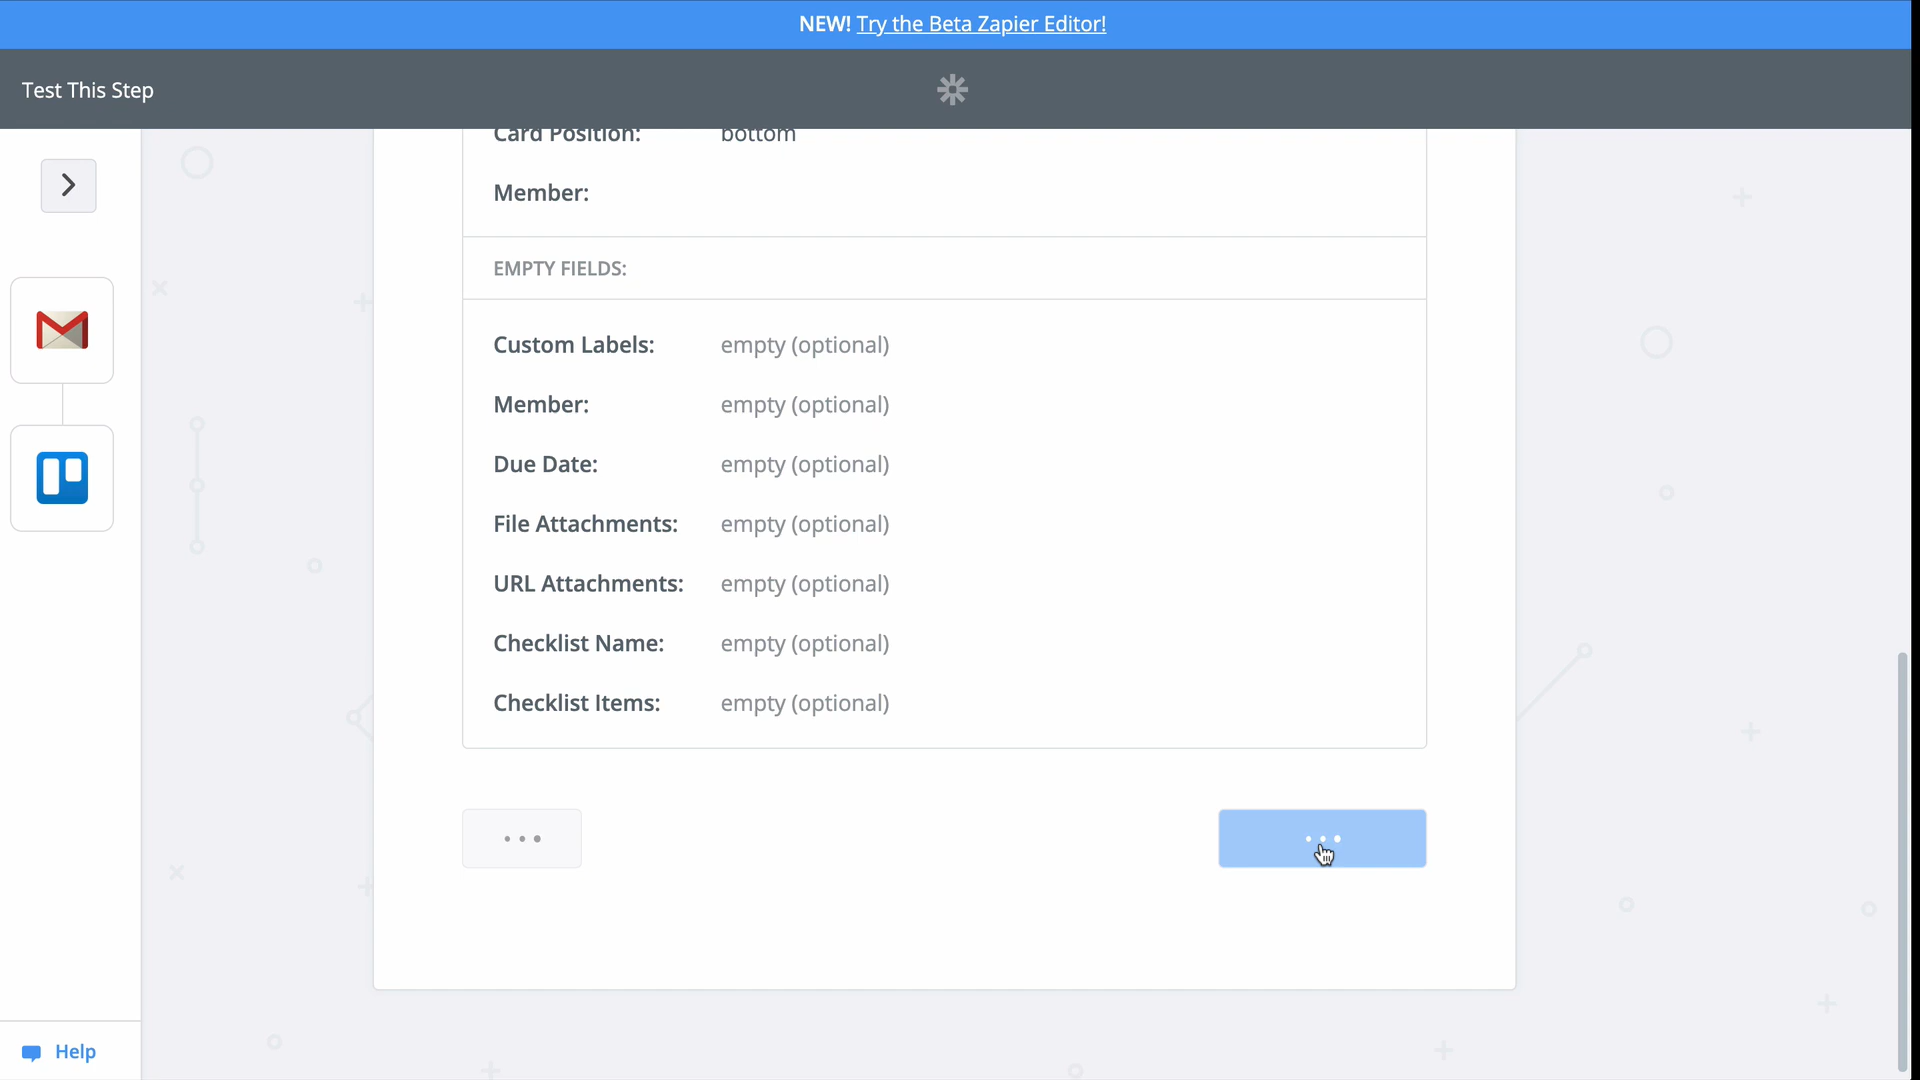 NEW! Try the Beta Zapier Editor!
Test This Step
Card Position: bottom
Member:
EMPTY FIELDS:
Custom Labels: empty (optional)
Member: empty (optional)
Due Date: empty (optional)
File Attachments: empty (optional)
URL Attachments: empty (optional)
Checklist Name: empty (optional)
Checklist Items: empty (optional)
Help